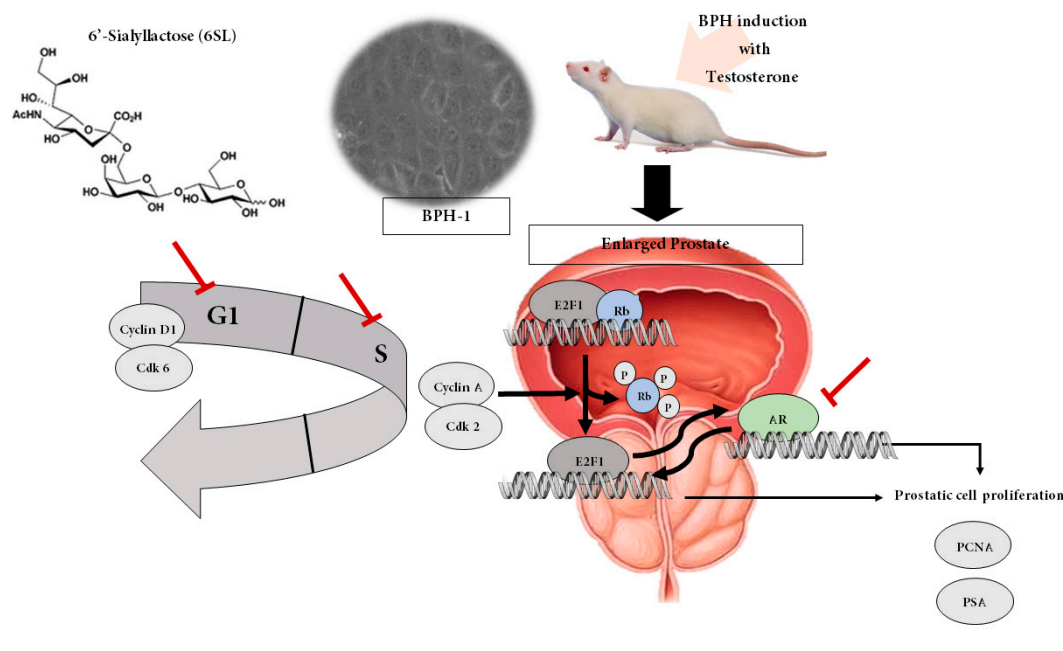 6’-Sialyllactose (6SL)
BPH induction
with
Testosterone
OH
HO
OH
HO
AcHN
HO
CO₂H
O
O
OH
O
HO
OH
O
OH
O
HO
OH
O
OH
BPH-1
Enlarged Prostate
G1
S
Cyclin D1
Cdk 6
E2F1
Rb
P
P
Rb
P
Cyclin A
Cdk 2
AR
E2F1
Prostatic cell proliferation
PCNA
PSA